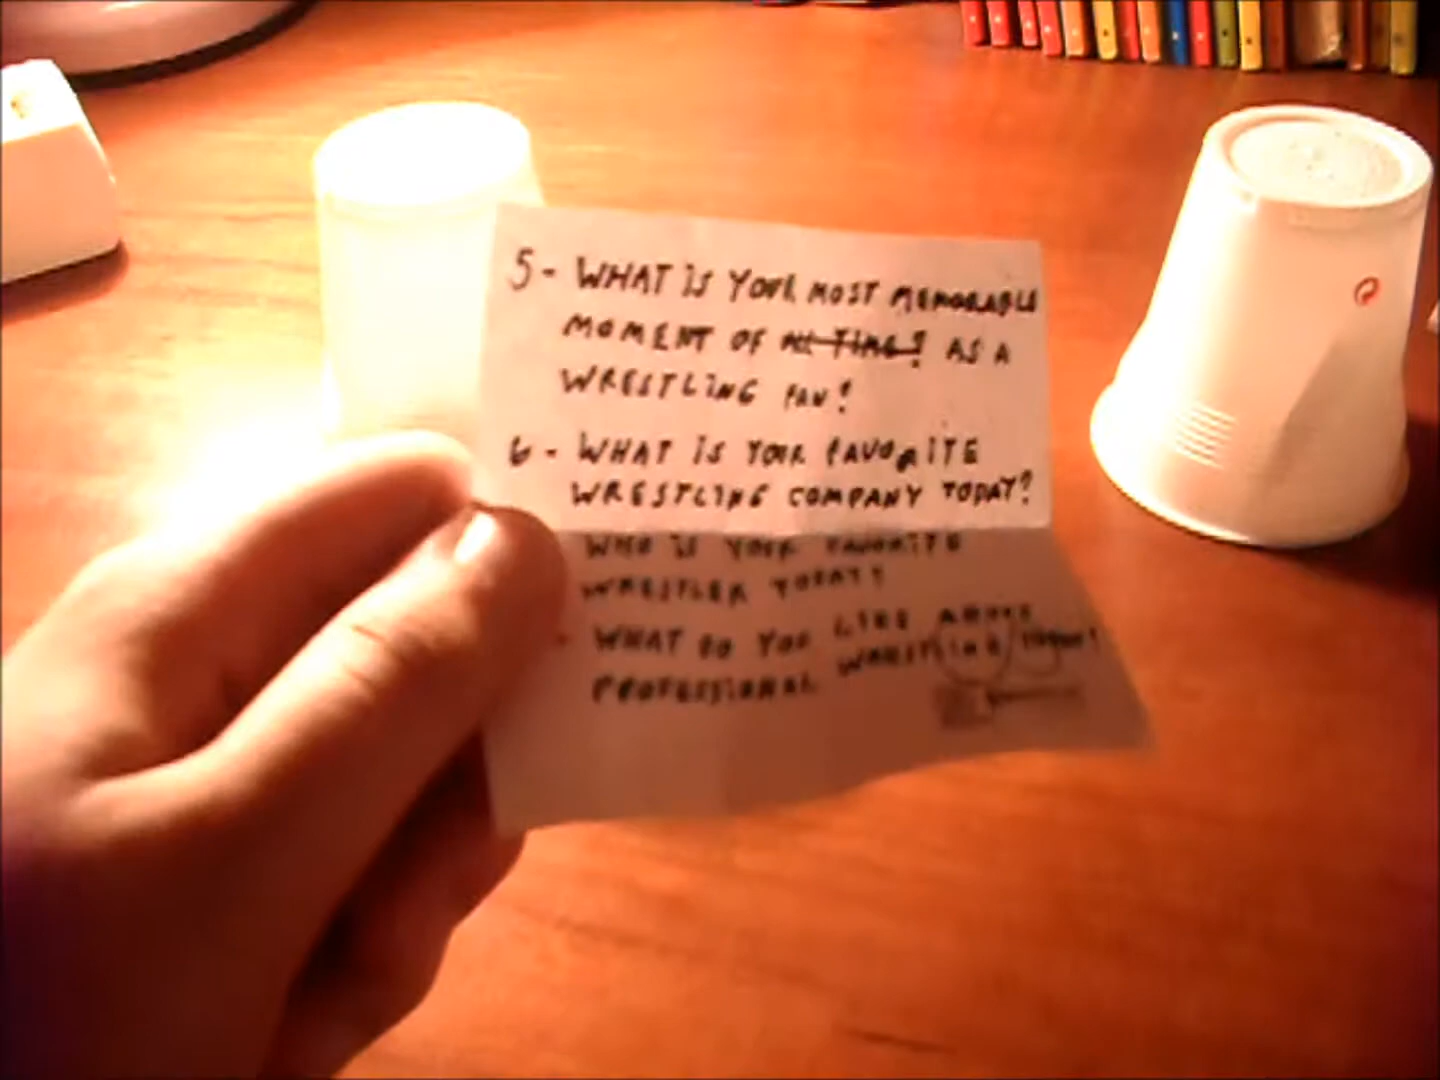 5- WHAT IS YOUR MOST MEMORABLE
MOMENT OF ALL TIME? AS A
WRESTLING FAN?
6- WHAT IS YOUR FAVORITE
WRESTLING COMPANY TODAY?
WHO IS YOUR FAVORITE
WRESTLER TODAY?
WHAT DO YOU LIKE ABOUT
PROFESSIONAL WRESTLING TODAY?